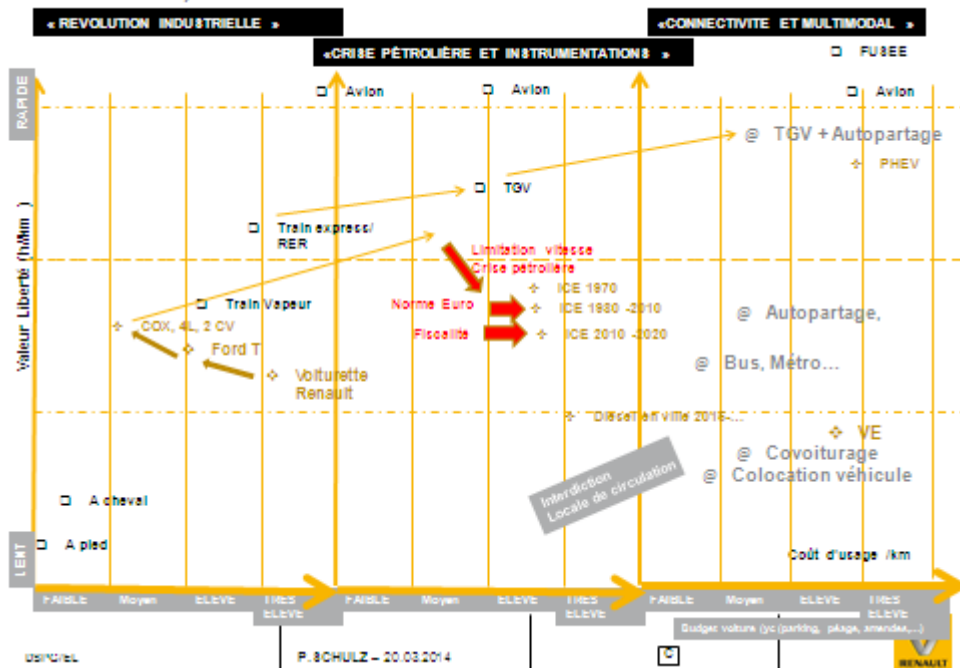 « REVOLUTION INDUSTRIELLE »
«CONNECTIVITE ET MULTIMODAL »
«CRISE PÉTROLIÈRE ET INSTRUMENTATIONS »
FUSEE
RAPIDE
Avion
Avion
Avion
@ TGV + Autopartage
PHEV
TGV
Train express/
RER
Limitation vitesse
Crise pétrolière
Valeur Liberté (h/km )
ICE 1970
Train Vapeur
Norme Euro
ICE 1980 -2010
@ Autopartage,
COX, 4L, 2 CV
Fiscalité
ICE 2010 -2020
Ford T
@ Bus, Métro...
Voiturette
Renault
Diésel en ville 2015-...
VE
@ Covoiturage
@ Colocation véhicule
Interdiction
Locale de circulation
A cheval
A pied
LENT
Coût d'usage /km
FAIBLE Moyen ELEVE TRES ELEVE
FAIBLE Moyen ELEVE TRES ELEVE
FAIBLE Moyen ELEVE
Budget voiture (yc (parking, péage, amendes,...)
P. SCHULZ – 20.03.2014
C
RENAULT